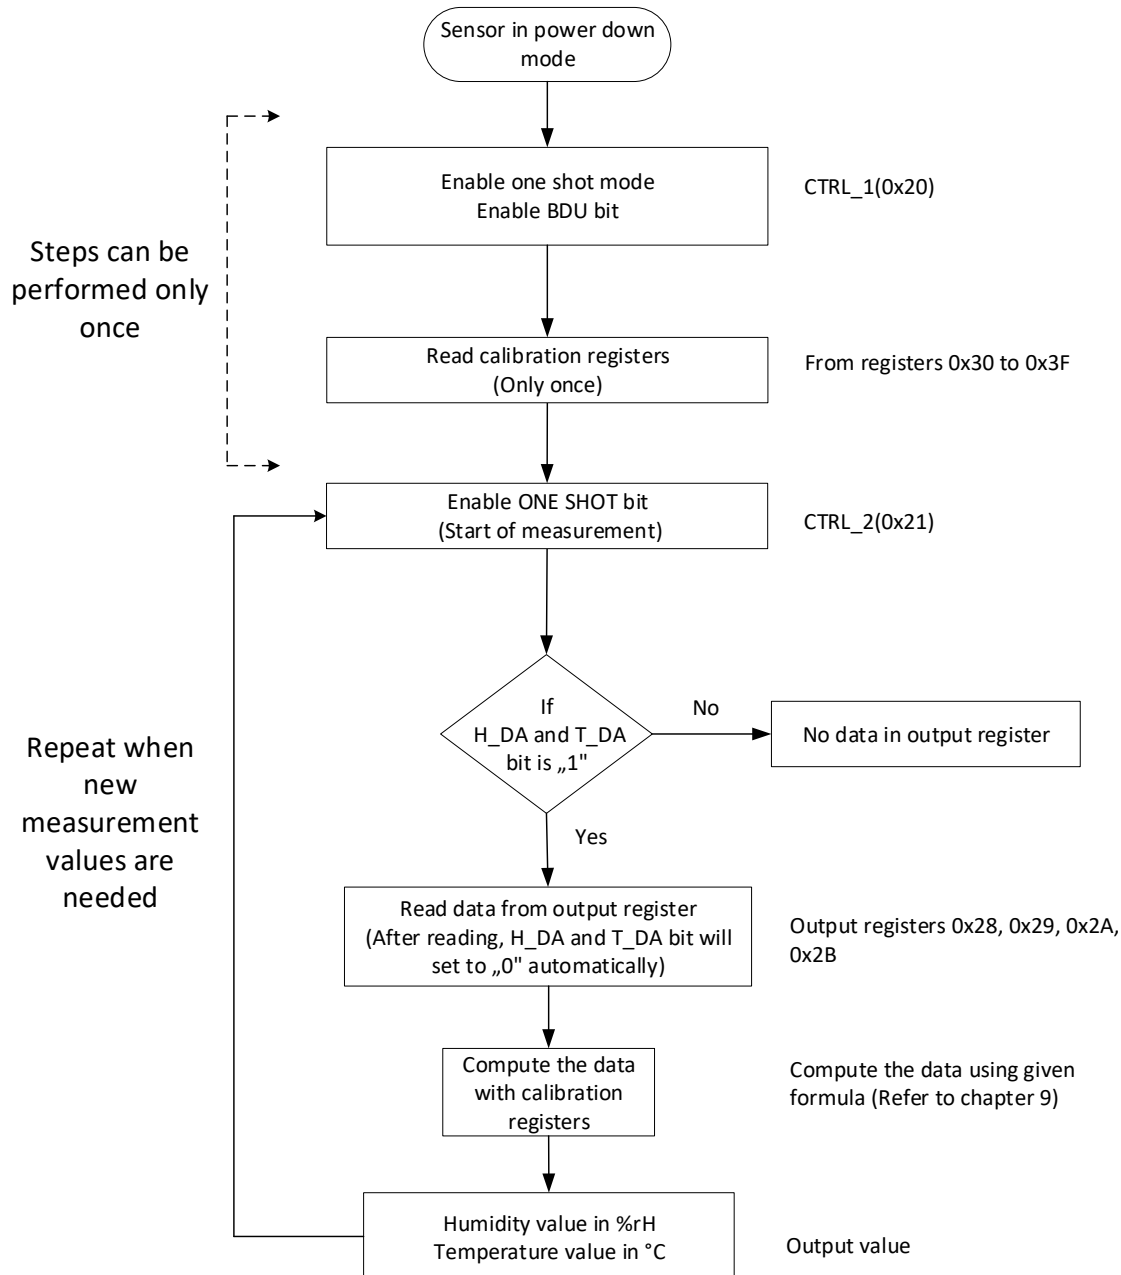 Sensor in power down
mode
Enable one shot mode
Enable BDU bit
CTRL_1(0x20)
Steps can be
performed only
once
Read calibration registers
(Only once)
From registers 0x30 to 0x3F
Enable ONE SHOT bit
(Start of measurement)
CTRL_2(0x21)
If
H_DA and T_DA
bit is „1"
No
No data in output register
Yes
Repeat when
new
measurement
values are
needed
Read data from output register
(After reading, H_DA and T_DA bit will
set to „0" automatically)
Output registers 0x28, 0x29, 0x2A,
0x2B
Compute the data
with calibration
registers
Compute the data using given
formula (Refer to chapter 9)
Humidity value in %rH
Temperature value in °C
Output value